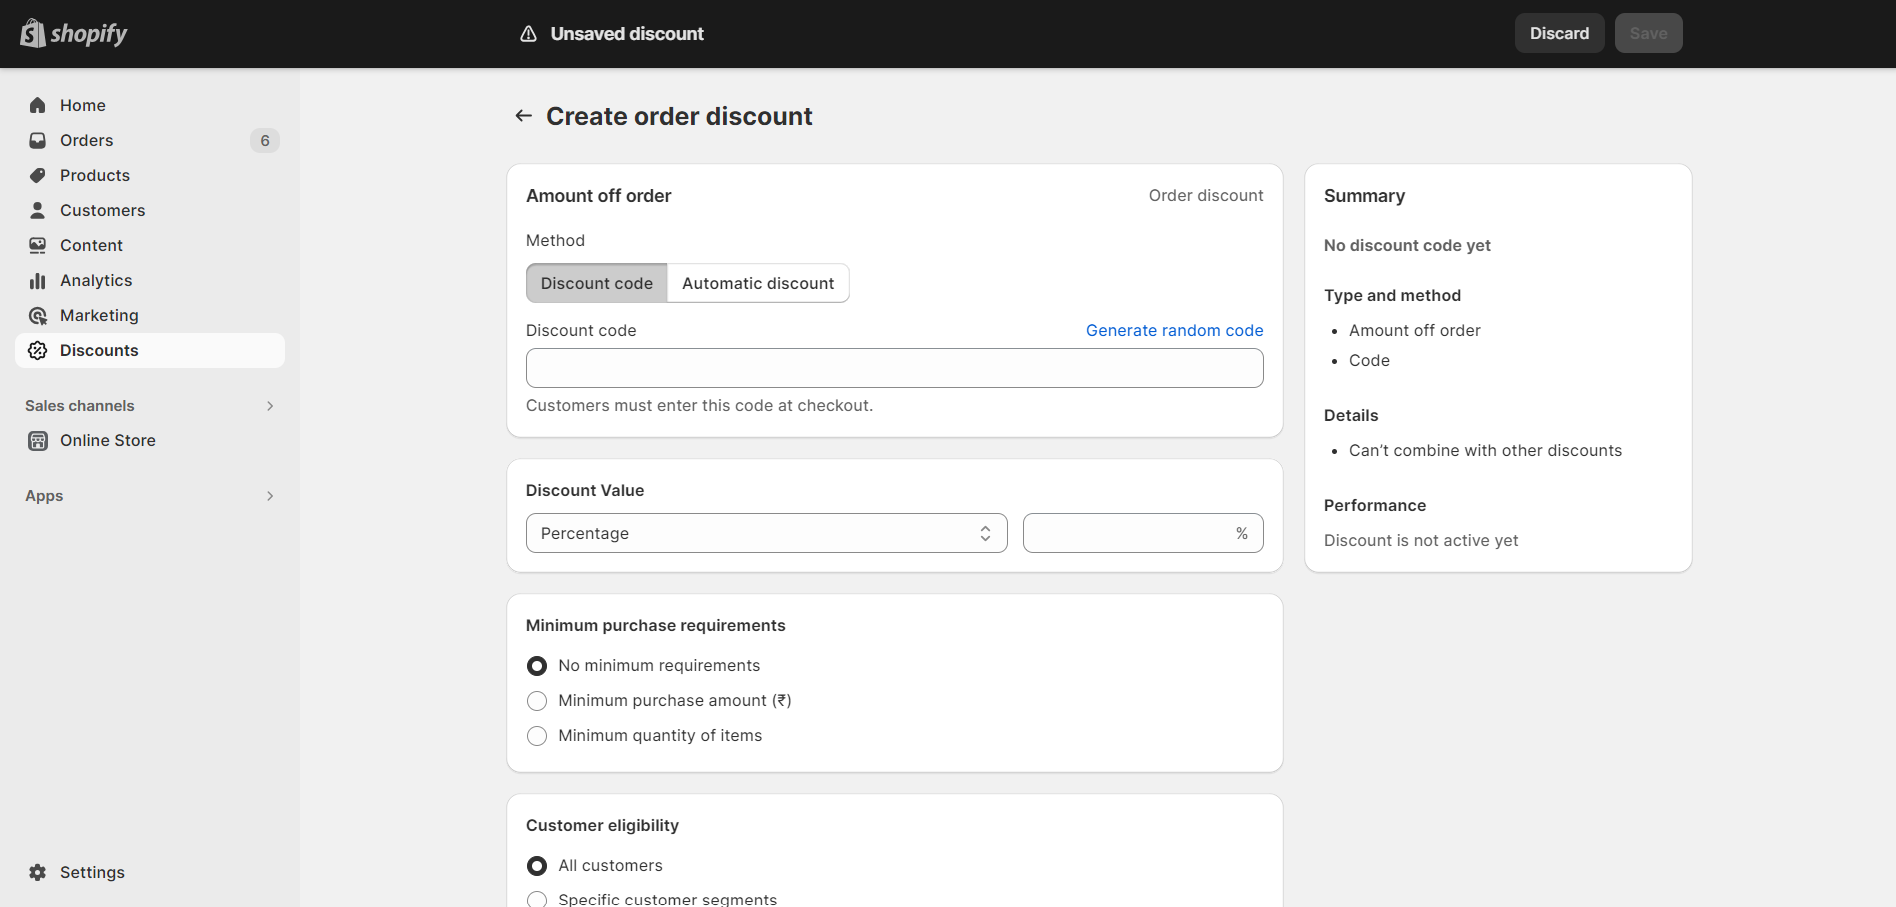 shopify
Unsaved discount
Discard
Save
Home
Orders
6
Products
Customers
Content
Analytics
Marketing
Discounts
Sales channels
Online Store
Apps
Settings
Create order discount
Amount off order
Order discount
Method
Discount code
Automatic discount
Discount code
Generate random code
Customers must enter this code at checkout.
Discount Value
Percentage
%
Minimum purchase requirements
No minimum requirements
Minimum purchase amount (₹)
Minimum quantity of items
Customer eligibility
All customers
Specific customer segments
Summary
No discount code yet
Type and method
• Amount off order
• Code
Details
• Can’t combine with other discounts
Performance
Discount is not active yet